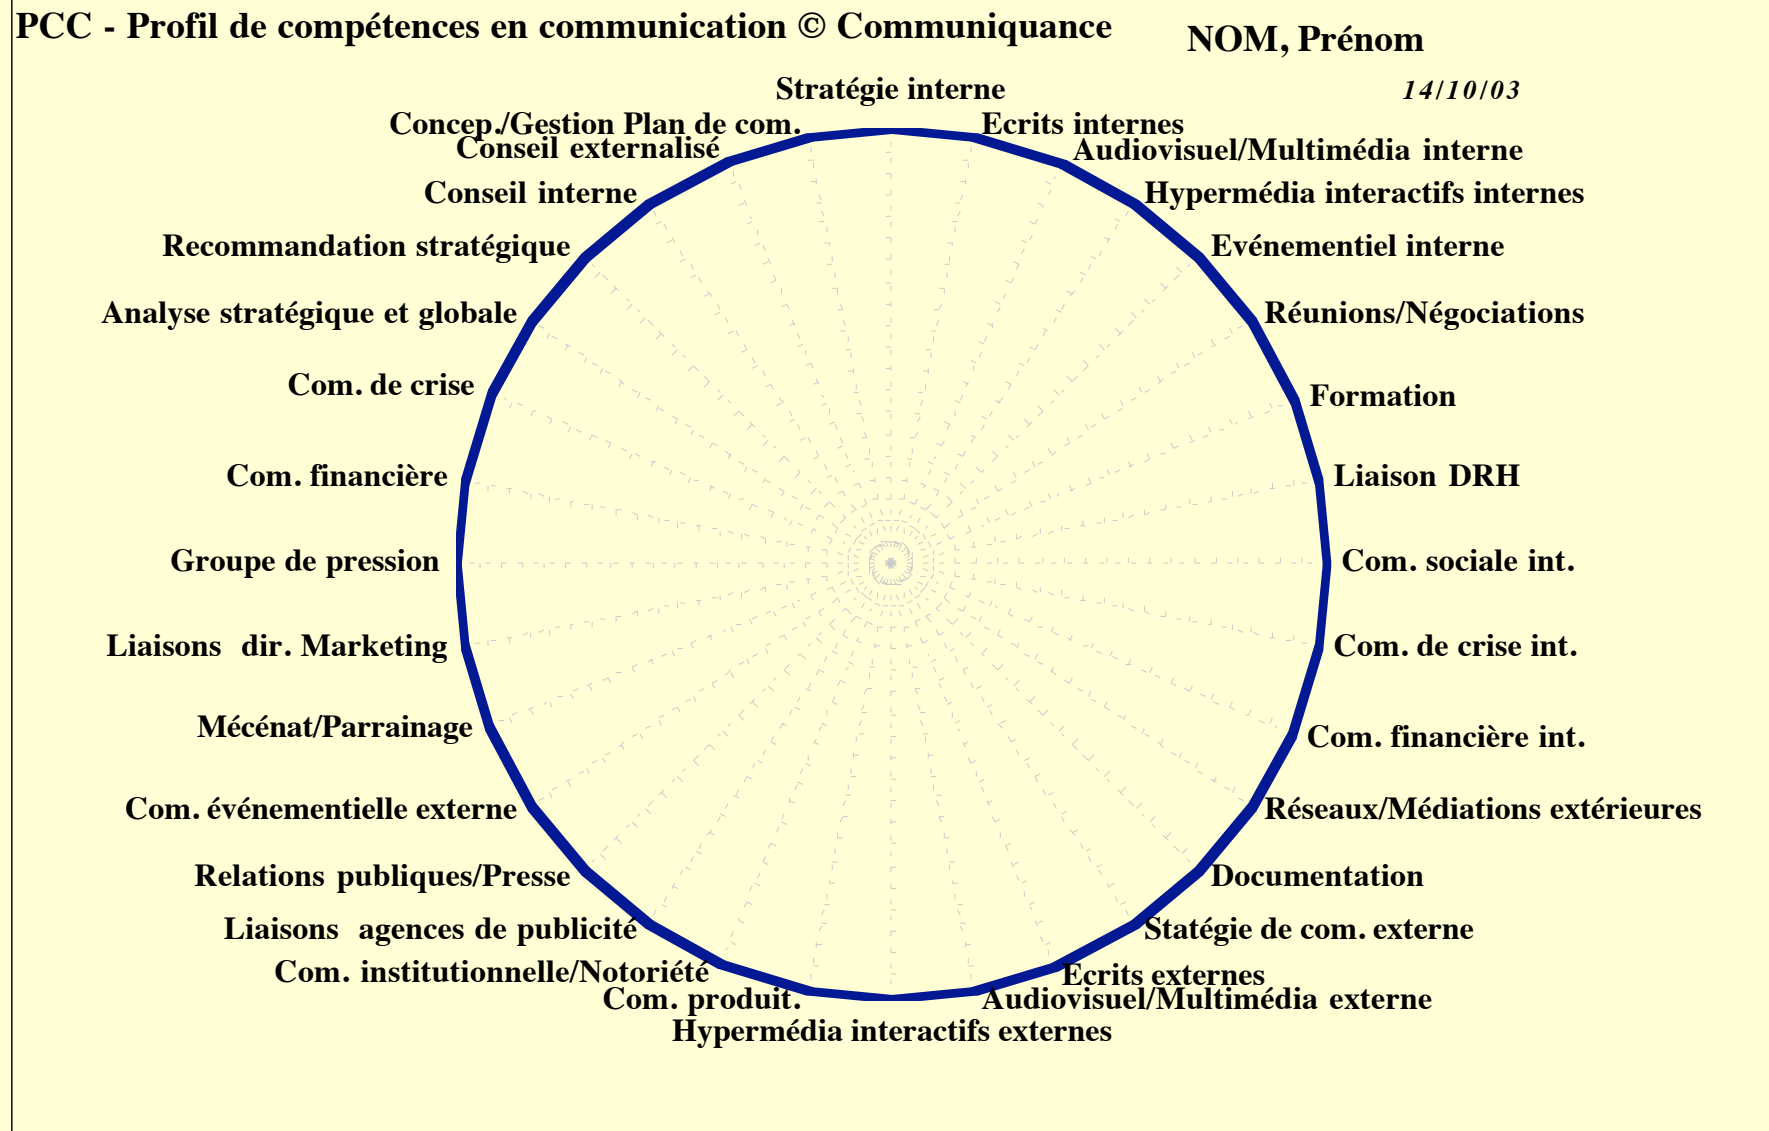 PCC - Profil de compétences en communication © Communiquance
NOM, Prénom
14/10/03
Stratégie interne
Ecrits internes
Audiovisuel/Multimédia interne
Hypermédia interactifs internes
Evénementiel interne
Réunions/Négociations
Formation
Liaison DRH
Com. sociale int.
Com. de crise int.
Com. financière int.
Réseaux/Médiations extérieures
Documentation
Statégie de com. externe
Ecrits externes
Audiovisuel/Multimédia externe
Hypermédia interactifs externes
Com. produit.
Com. institutionnelle/Notoriété
Liaisons agences de publicité
Relations publiques/Presse
Com. événementielle externe
Mécénat/Parrainage
Liaisons dir. Marketing
Groupe de pression
Com. financière
Com. de crise
Analyse stratégique et globale
Recommandation stratégique
Conseil interne
Conseil externalisé
Concep./Gestion Plan de com.